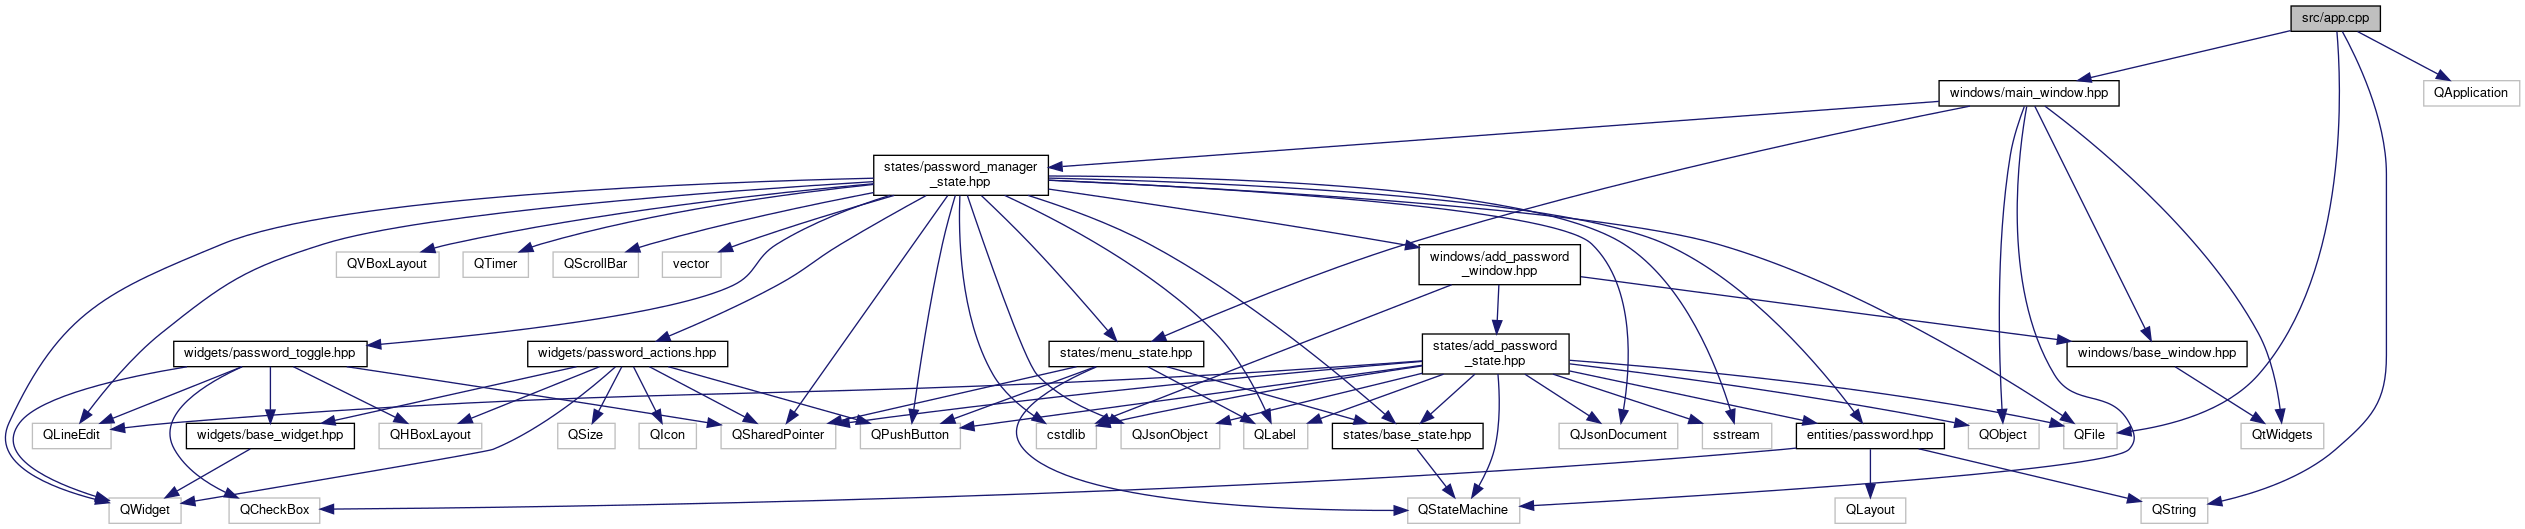 src/app.cpp
windows/main_window.hpp
QApplication
states/password_manager
_state.hpp
QVBoxLayout
QTimer
QScrollBar
vector
windows/add_password
_window.hpp
widgets/password_toggle.hpp
widgets/password_actions.hpp
states/menu_state.hpp
states/add_password
_state.hpp
windows/base_window.hpp
QLineEdit
widgets/base_widget.hpp
QHBoxLayout
QSize
QIcon
QSharedPointer
QPushButton
cstdlib
QJsonObject
QLabel
states/base_state.hpp
QJsonDocument
sstream
entities/password.hpp
QObject
QFile
QtWidgets
QWidget
QCheckBox
QStateMachine
QLayout
QString